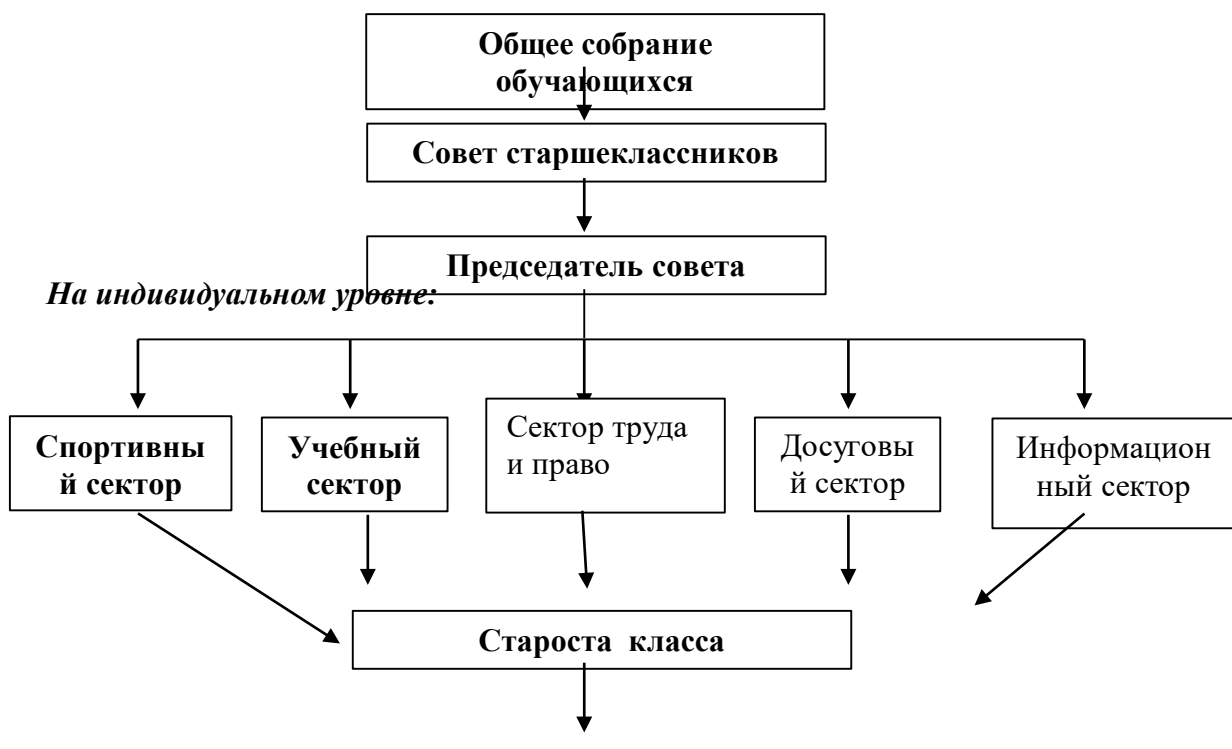 Общее собрание
обучающихся
Совет старшеклассников
Председатель совета
На индивидуальном уровне:
Спортивны
й сектор
Учебный
сектор
Сектор труда
и право
Досуговы
й сектор
Информацион
ный сектор
Староста класса